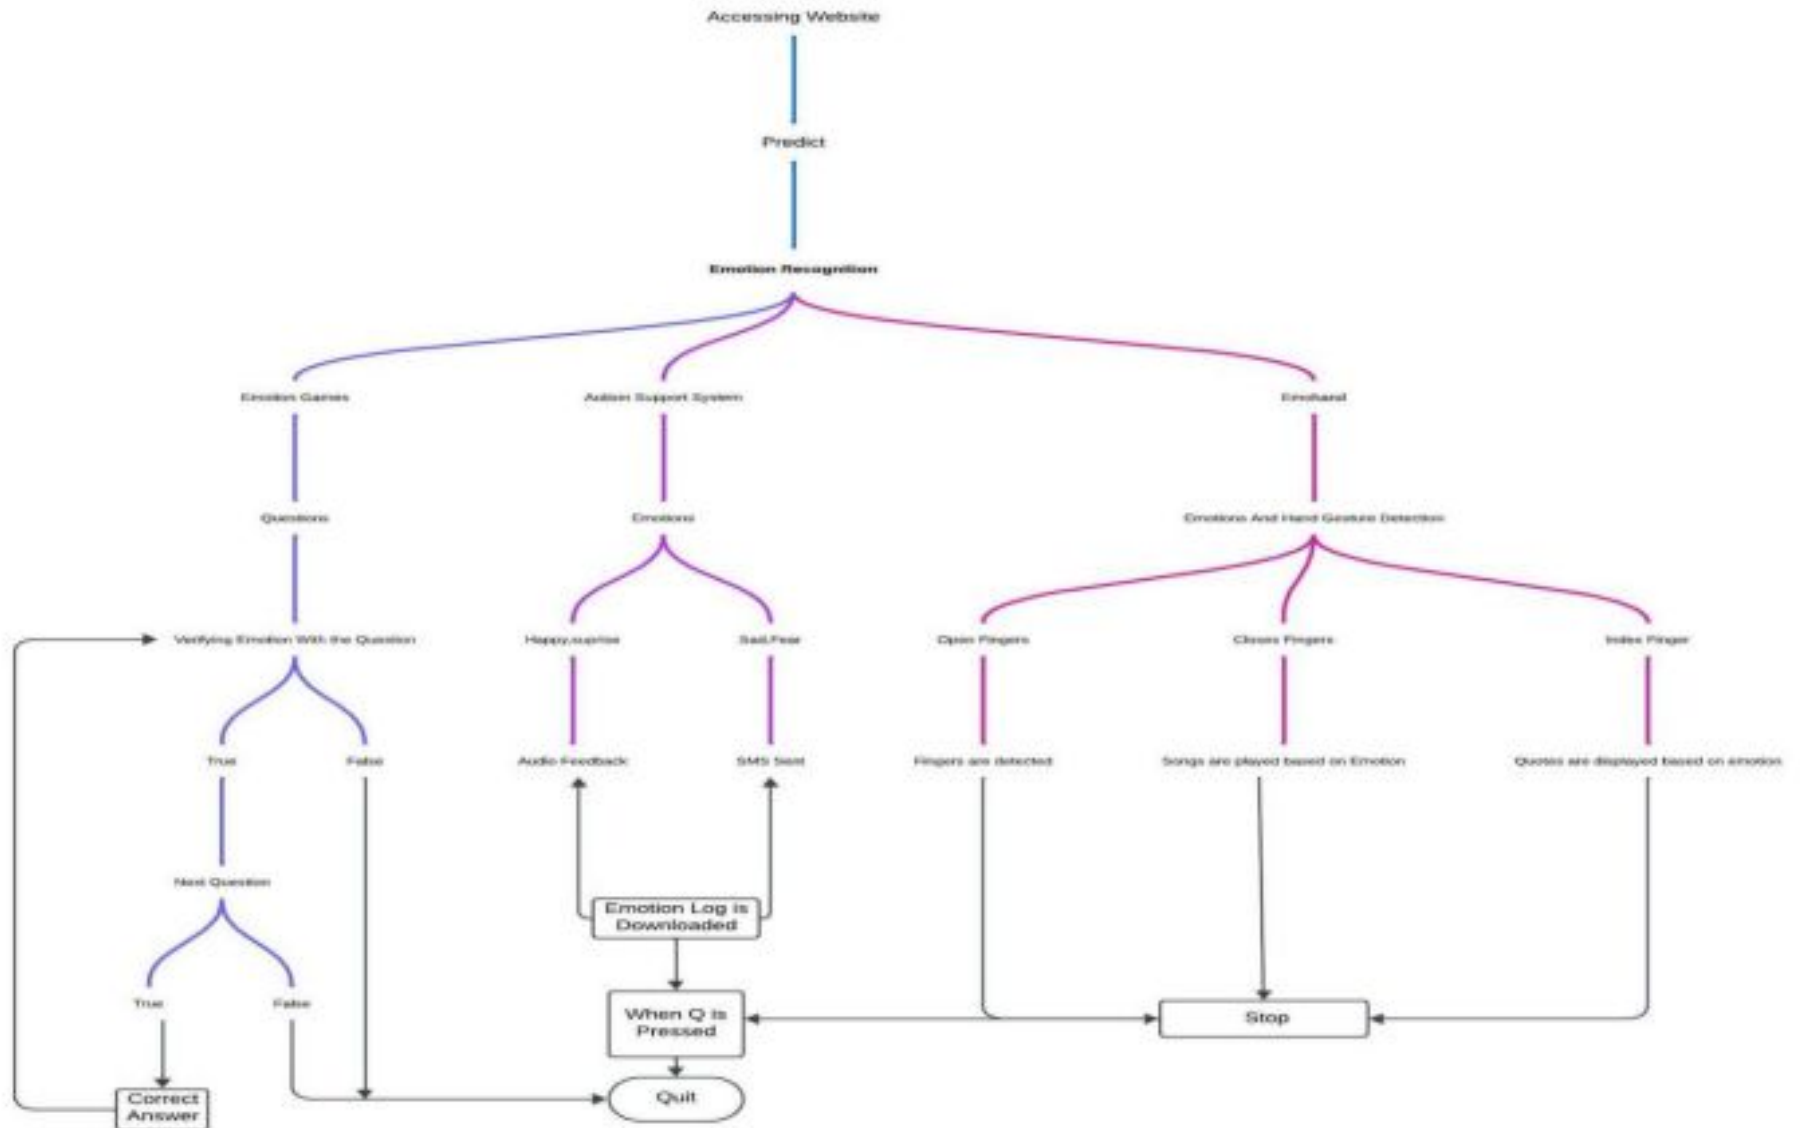 Accessing Website
Predict
Emotion Recognition
Emotion Games
Autism Support System
Emohand
Questions
Emotions
Emotions And Hand Gesture Detection
Verifying Emotion With the Question
Happy,suprise
Sad,Fear
Open Fingers
Closes Fingers
Index Finger
True
False
Audio Feedback
SMS Sent
Fingers are detected
Songs are played based on Emotion
Quotes are displayed based on emotion
Next Question
Emotion Log is
Downloaded
True
False
When Q is
Pressed
Stop
Correct
Answer
Quit